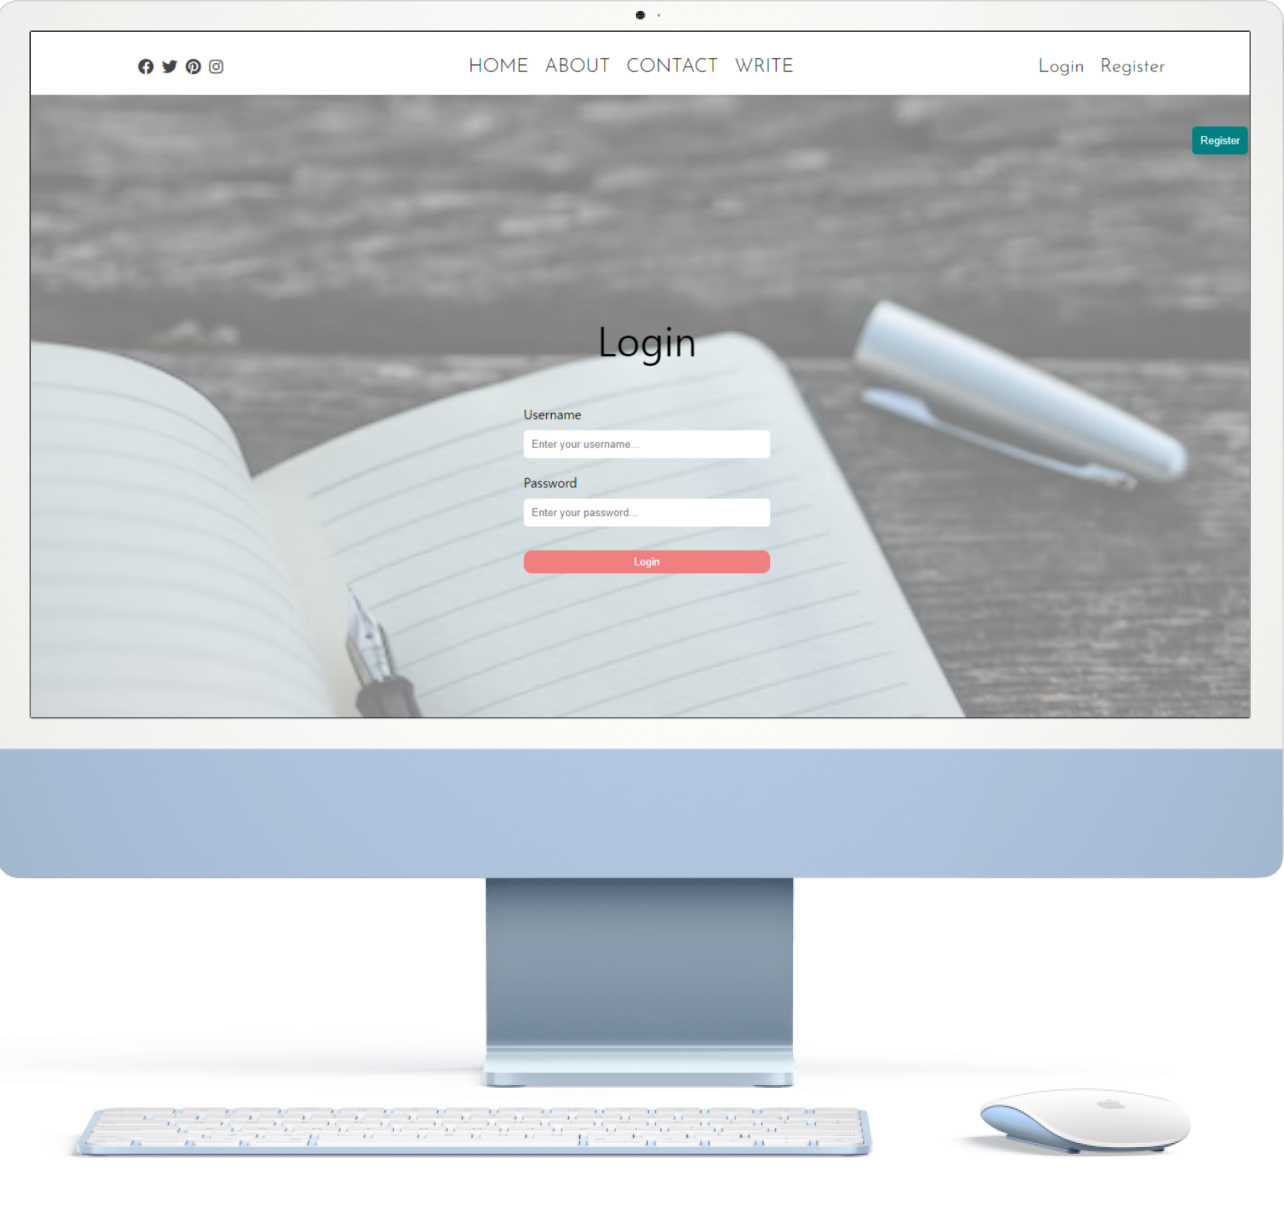 HOME ABOUT CONTACT WRITE Login Register
Register
Login
Username
Enter your username...
Password
Enter your password...
Login